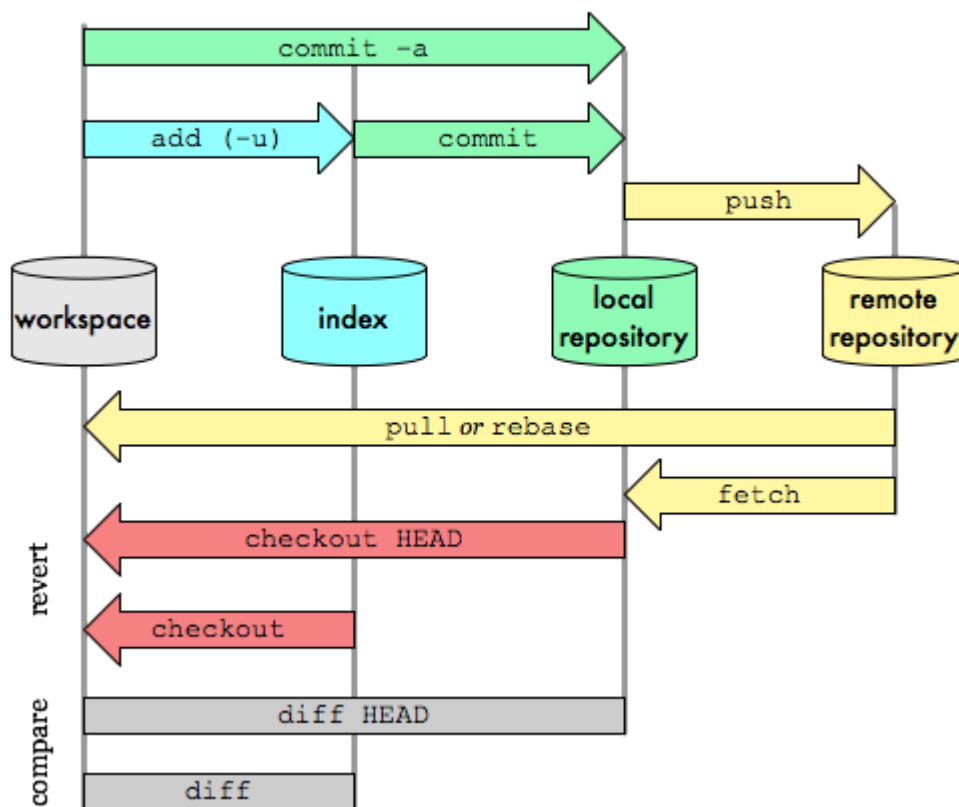 commit -a
add (-u)
commit
push
workspace
index
local
repository
remote
repository
pull or rebase
fetch
checkout HEAD
revert
checkout
diff HEAD
compare
diff